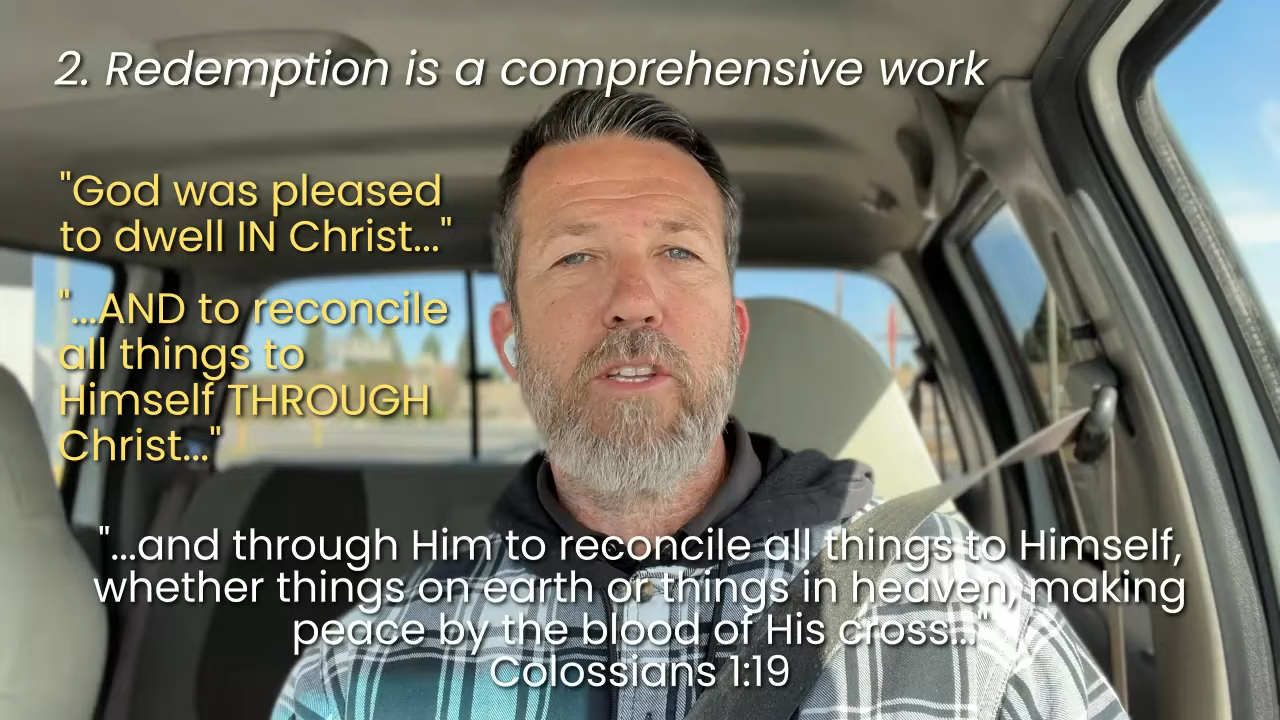 2. Redemption is a comprehensive work
"God was pleased
to dwell IN Christ..."
"...AND to reconcile
all things to
Himself THROUGH
Christ..."
"...and through Him to reconcile all things to Himself,
whether things on earth or things in heaven, making
peace by the blood of His cross..."
Colossians 1:19